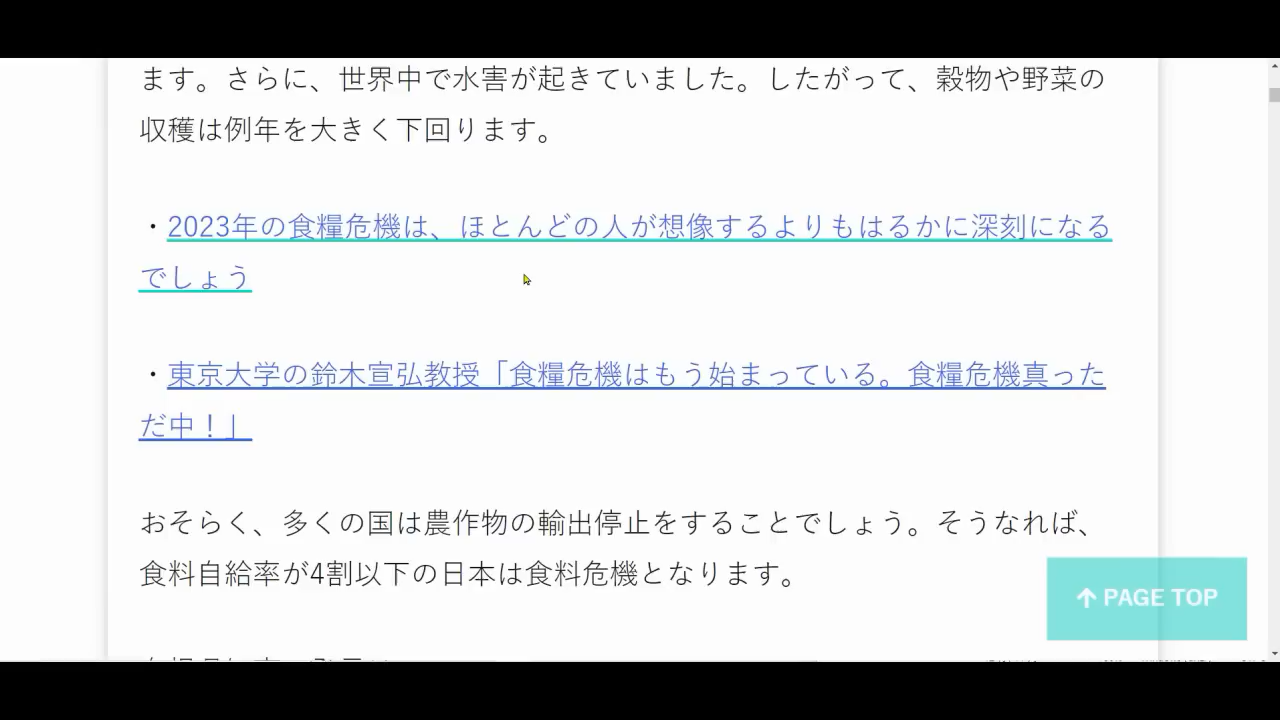 ます。さらに、世界中で水害が起きていました。したがって、穀物や野菜の
収穫は例年を大きく下回ります。
・2023年の食糧危機は、ほとんどの人が想像するよりもはるかに深刻になる
でしょう
・東京大学の鈴木宣弘教授「食糧危機はもう始まっている。食糧危機真った
だ中！」
おそらく、多くの国は農作物の輸出停止をすることでしょう。そうなれば、
食料自給率が4割以下の日本は食料危機となります。
↑ PAGE TOP